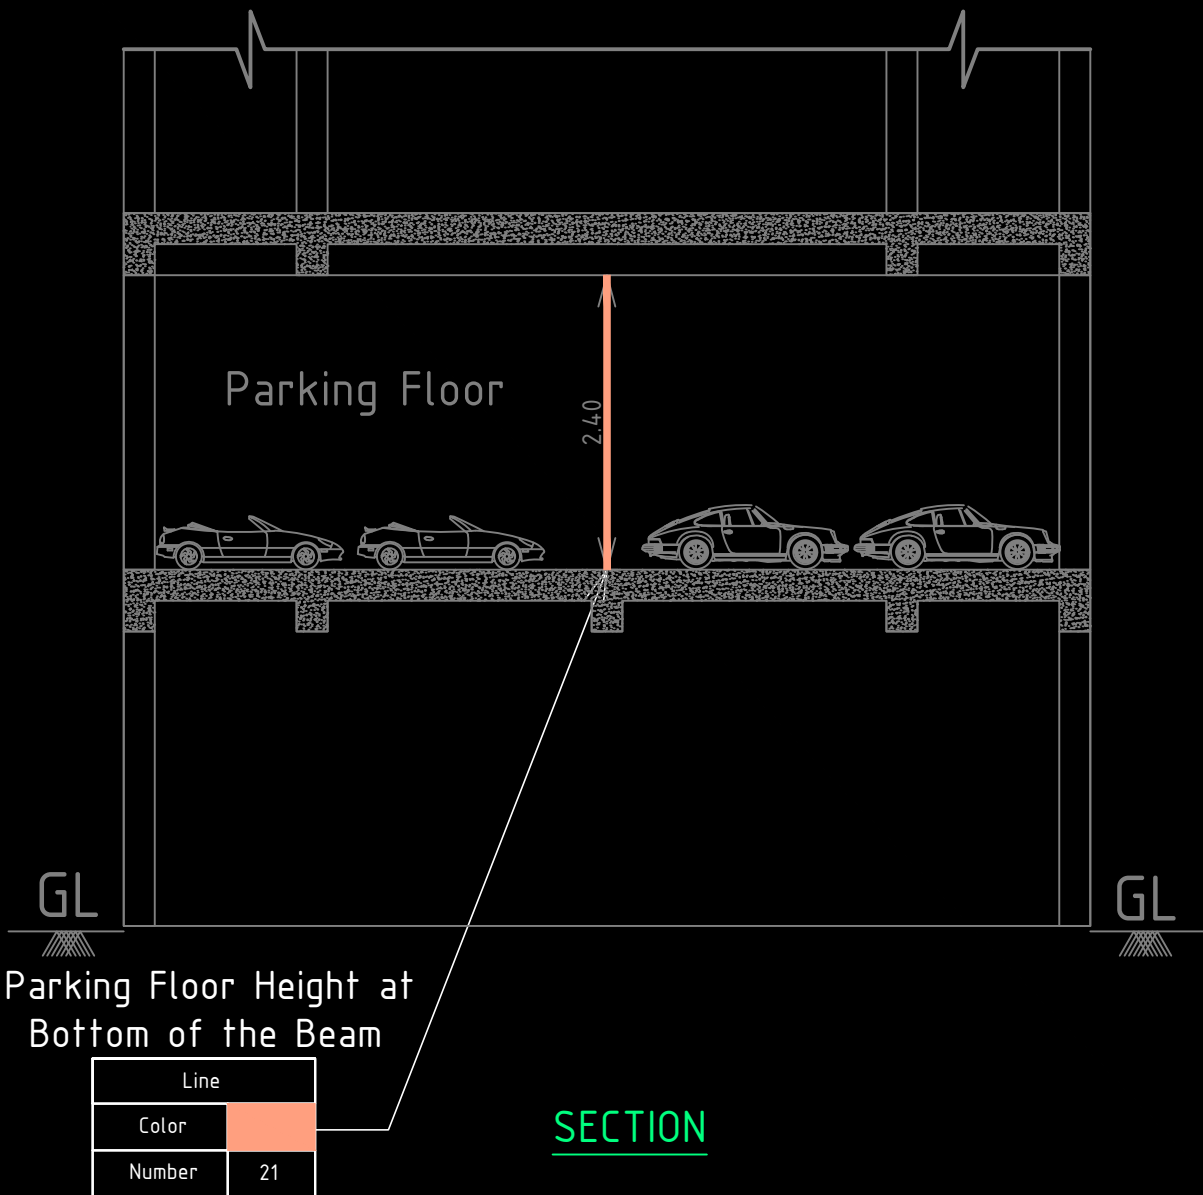 Parking Floor
2.40
GL
GL
Parking Floor Height at
Bottom of the Beam
Line
Color
Number 21
SECTION